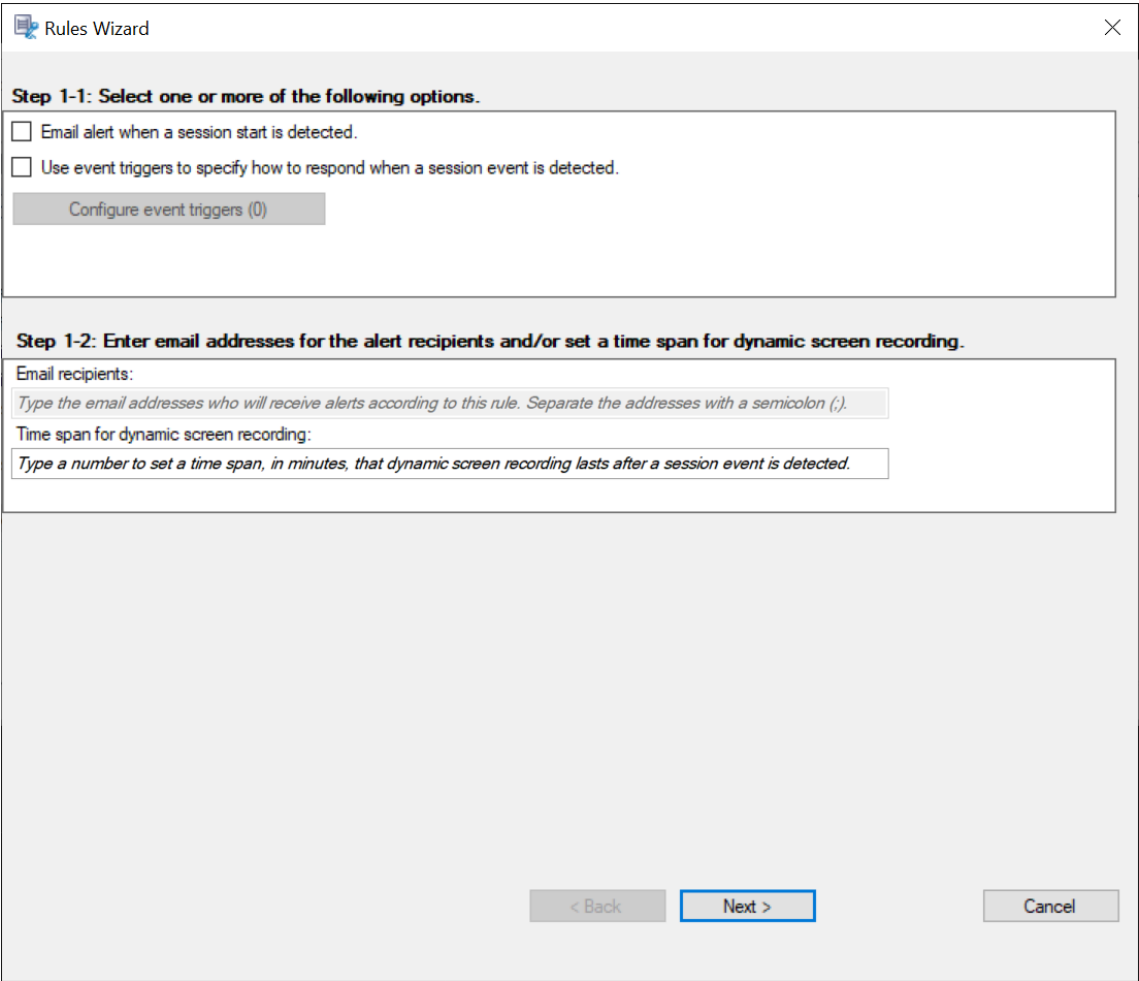 Rules Wizard
Step 1-1: Select one or more of the following options.
Email alert when a session start is detected.
Use event triggers to specify how to respond when a session event is detected.
Configure event triggers (0)
Step 1-2: Enter email addresses for the alert recipients and/or set a time span for dynamic screen recording.
Email recipients:
Type the email addresses who will receive alerts according to this rule. Separate the addresses with a semicolon (;).
Time span for dynamic screen recording:
Type a number to set a time span, in minutes, that dynamic screen recording lasts after a session event is detected.
< Back
Next >
Cancel